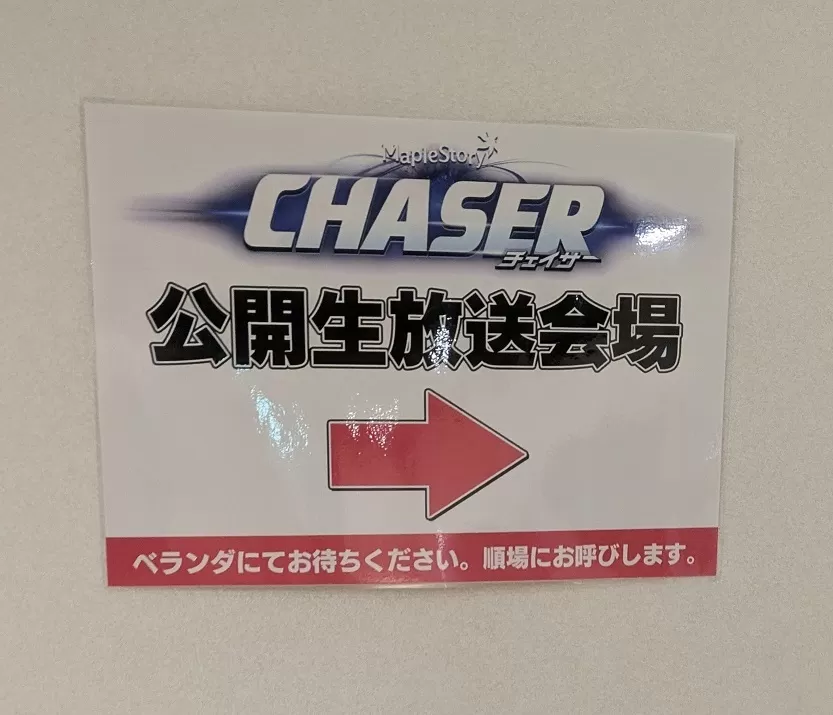 MapleStory
CHASER
チェイサー
公開生放送会場
ベランダにてお待ちください。順場にお呼びします。